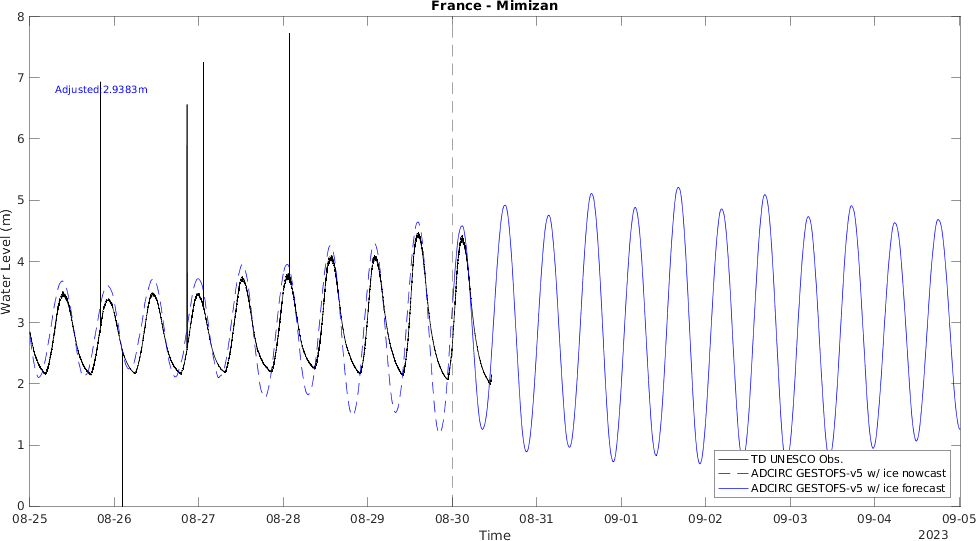 France - Mimizan
Water Level (m)
8
7
6
5
4
3
2
1
0
Adjusted 2.9383m
TD UNESCO Obs.
ADCIRC GESTOFS-v5 w/ ice nowcast
ADCIRC GESTOFS-v5 w/ ice forecast
08-25 08-26 08-27 08-28 08-29 08-30 08-31 09-01 09-02 09-03 09-04 09-05
Time
2023